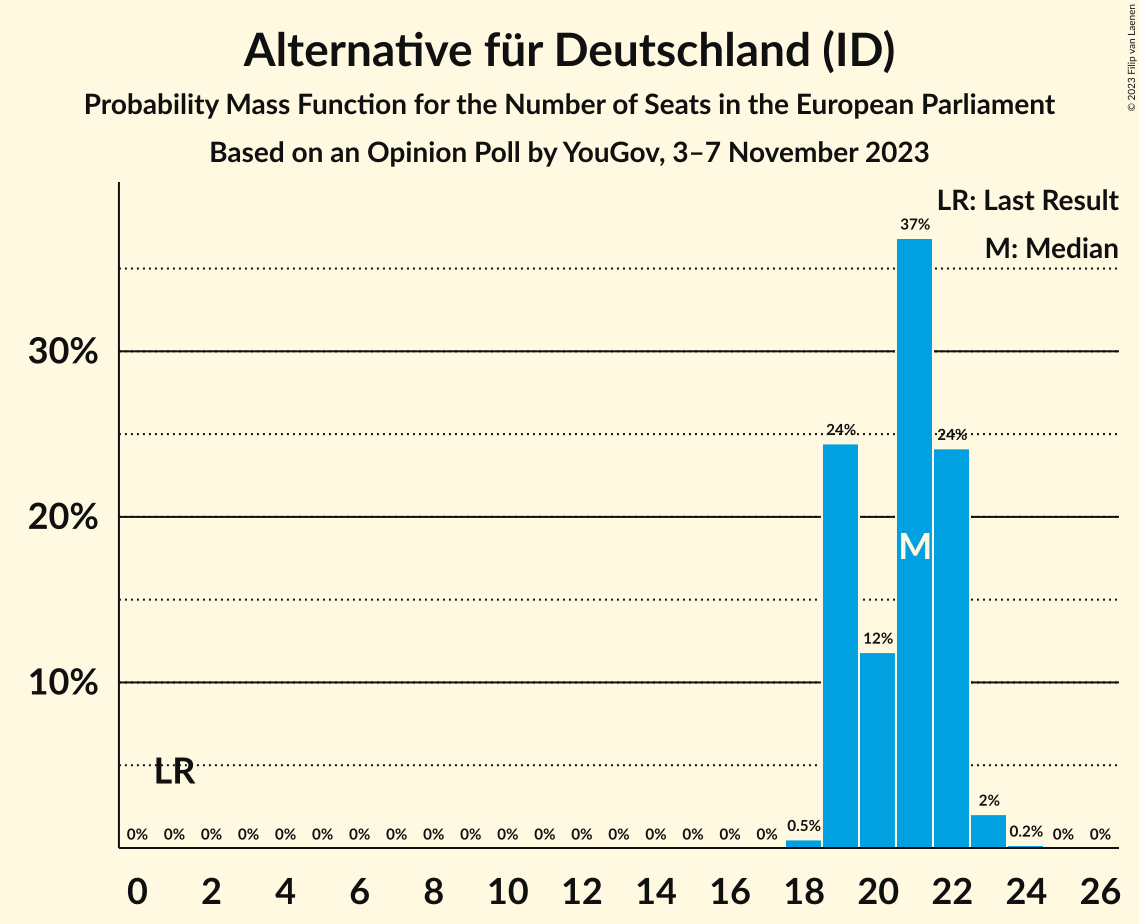 Alternative für Deutschland (ID)
Probability Mass Function for the Number of Seats in the European Parliament
Based on an Opinion Poll by YouGov, 3–7 November 2023
© 2023 Filip van Laenen
LR: Last Result
M: Median
30%
20%
10%
37%
24%
24%
12%
M
LR
0% 0% 0% 0% 0% 0% 0% 0% 0% 0% 0% 0% 0% 0% 0% 0% 0% 0% 0.5% 2% 0.2% 0% 0%
0 2 4 6 8 10 12 14 16 18 20 22 24 26